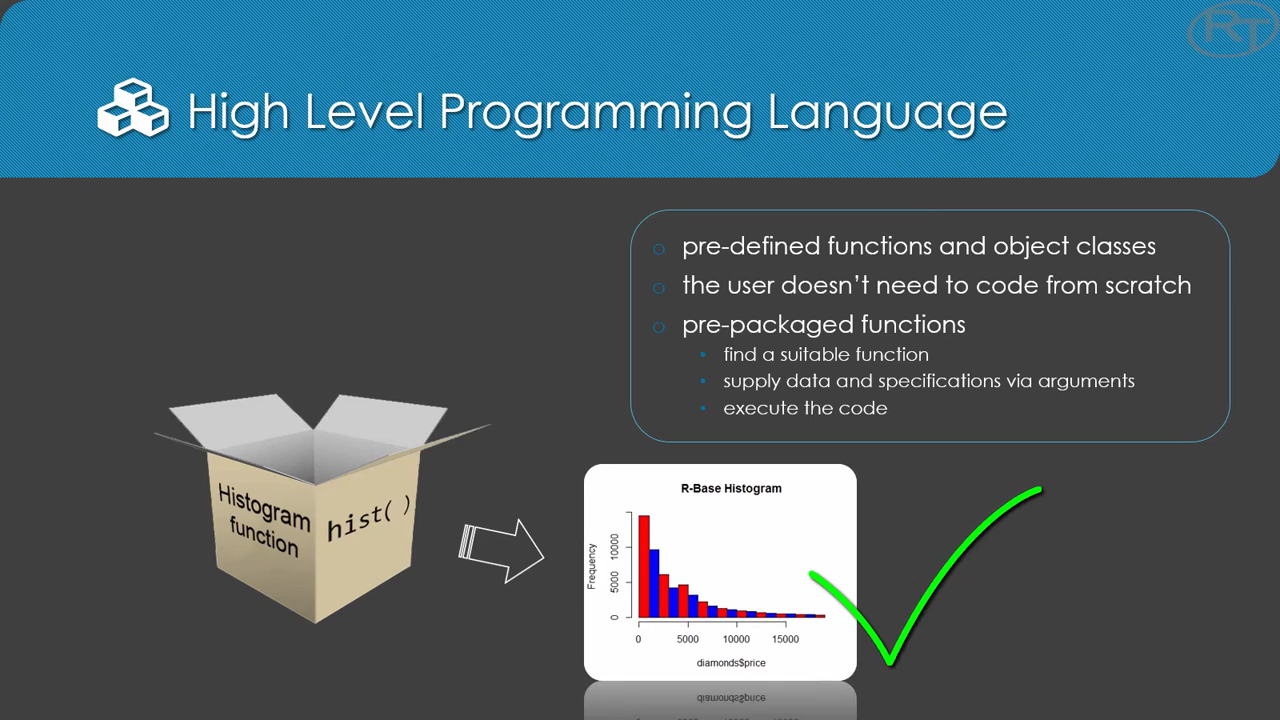 RT
High Level Programming Language
pre-defined functions and object classes
the user doesn't need to code from scratch
pre-packaged functions
find a suitable function
supply data and specifications via arguments
execute the code
Histogram
function
hist( )
R-Base Histogram
Frequency
0 5000 10000
0 5000 10000 15000
diamonds$price